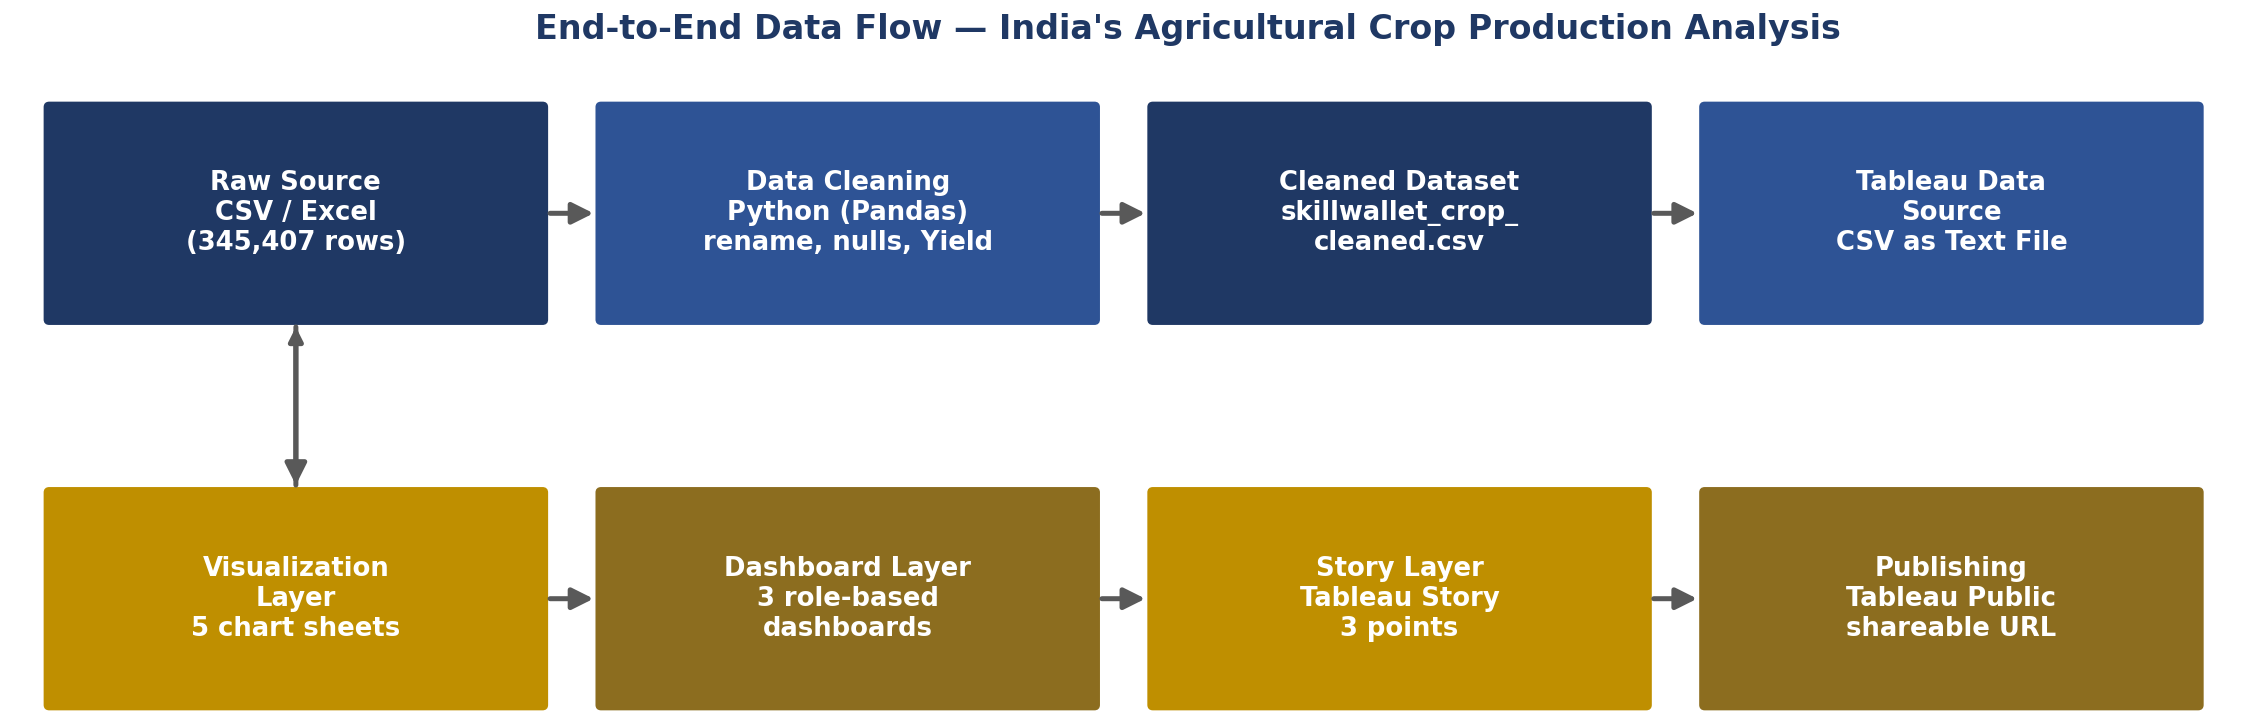 End-to-End Data Flow — India's Agricultural Crop Production Analysis
Raw Source
CSV / Excel
(345,407 rows)
Data Cleaning
Python (Pandas)
rename, nulls, Yield
Cleaned Dataset
skillwallet_crop_
cleaned.csv
Tableau Data
Source
CSV as Text File
Visualization
Layer
5 chart sheets
Dashboard Layer
3 role-based
dashboards
Story Layer
Tableau Story
3 points
Publishing
Tableau Public
shareable URL